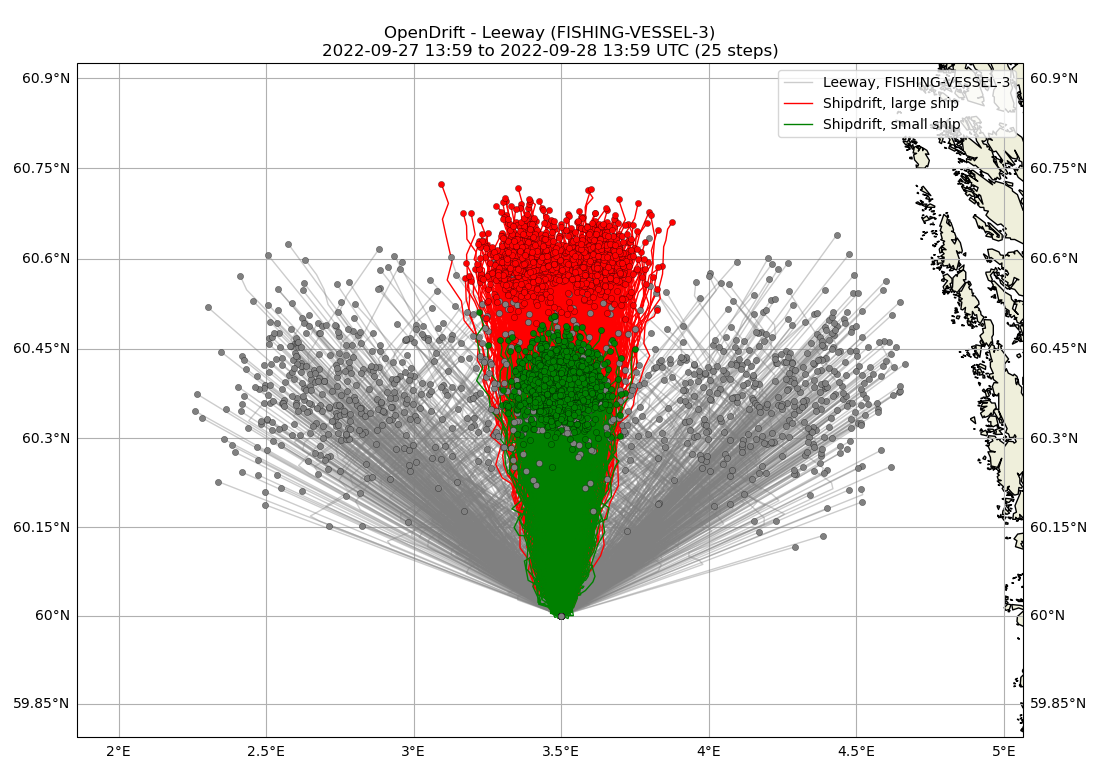 OpenDrift - Leeway (FISHING-VESSEL-3)
2022-09-27 13:59 to 2022-09-28 13:59 UTC (25 steps)
Leeway, FISHING-VESSEL-3
Shipdrift, large ship
Shipdrift, small ship
60.9°N 60.9°N
60.75°N 60.75°N
60.6°N 60.6°N
60.45°N 60.45°N
60.3°N 60.3°N
60.15°N 60.15°N
60°N 60°N
59.85°N 59.85°N
2°E 2.5°E 3°E 3.5°E 4°E 4.5°E 5°E